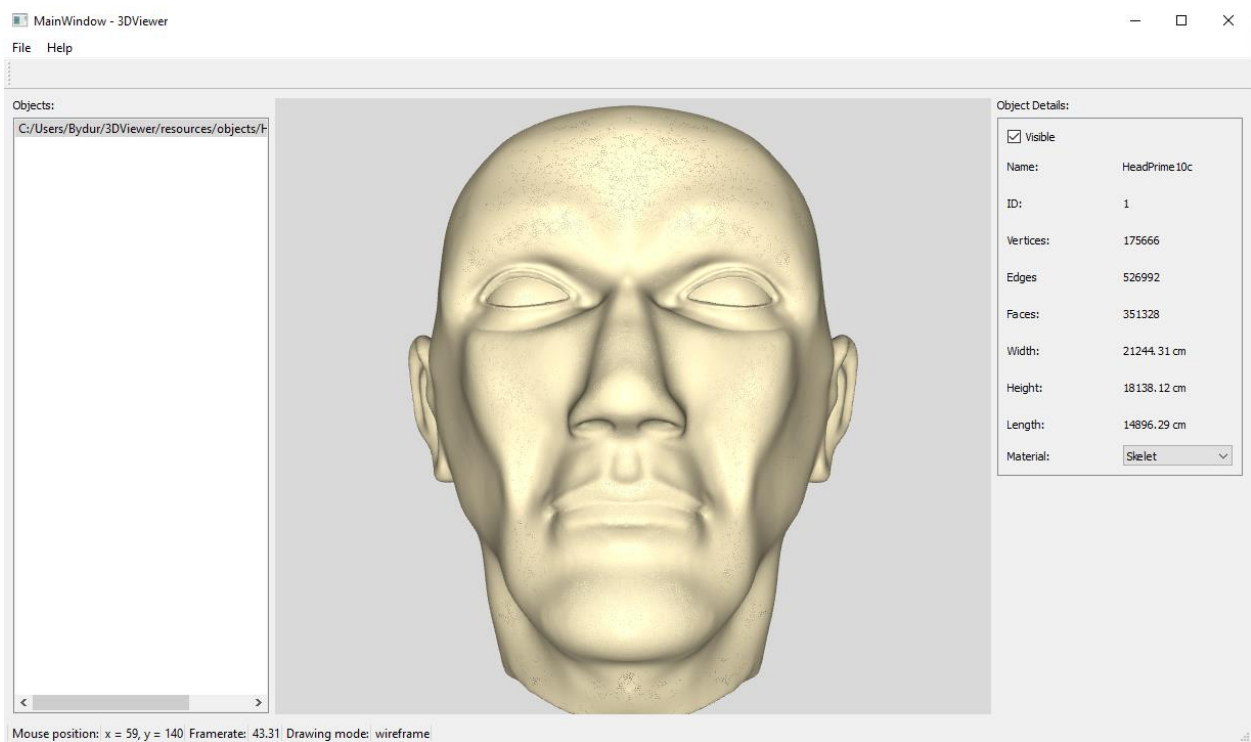 MainWindow - 3DViewer
File Help
Objects:
C:/Users/Bydur/3DViewer/resources/objects/H
Object Details:
Visible
Name: HeadPrime10c
ID: 1
Vertices: 175666
Edges 526992
Faces: 351328
Width: 21244.31 cm
Height: 18138.12 cm
Length: 14896.29 cm
Material: Skelet
Mouse position: x = 59, y = 140 Framerate: 43.31 Drawing mode: wireframe